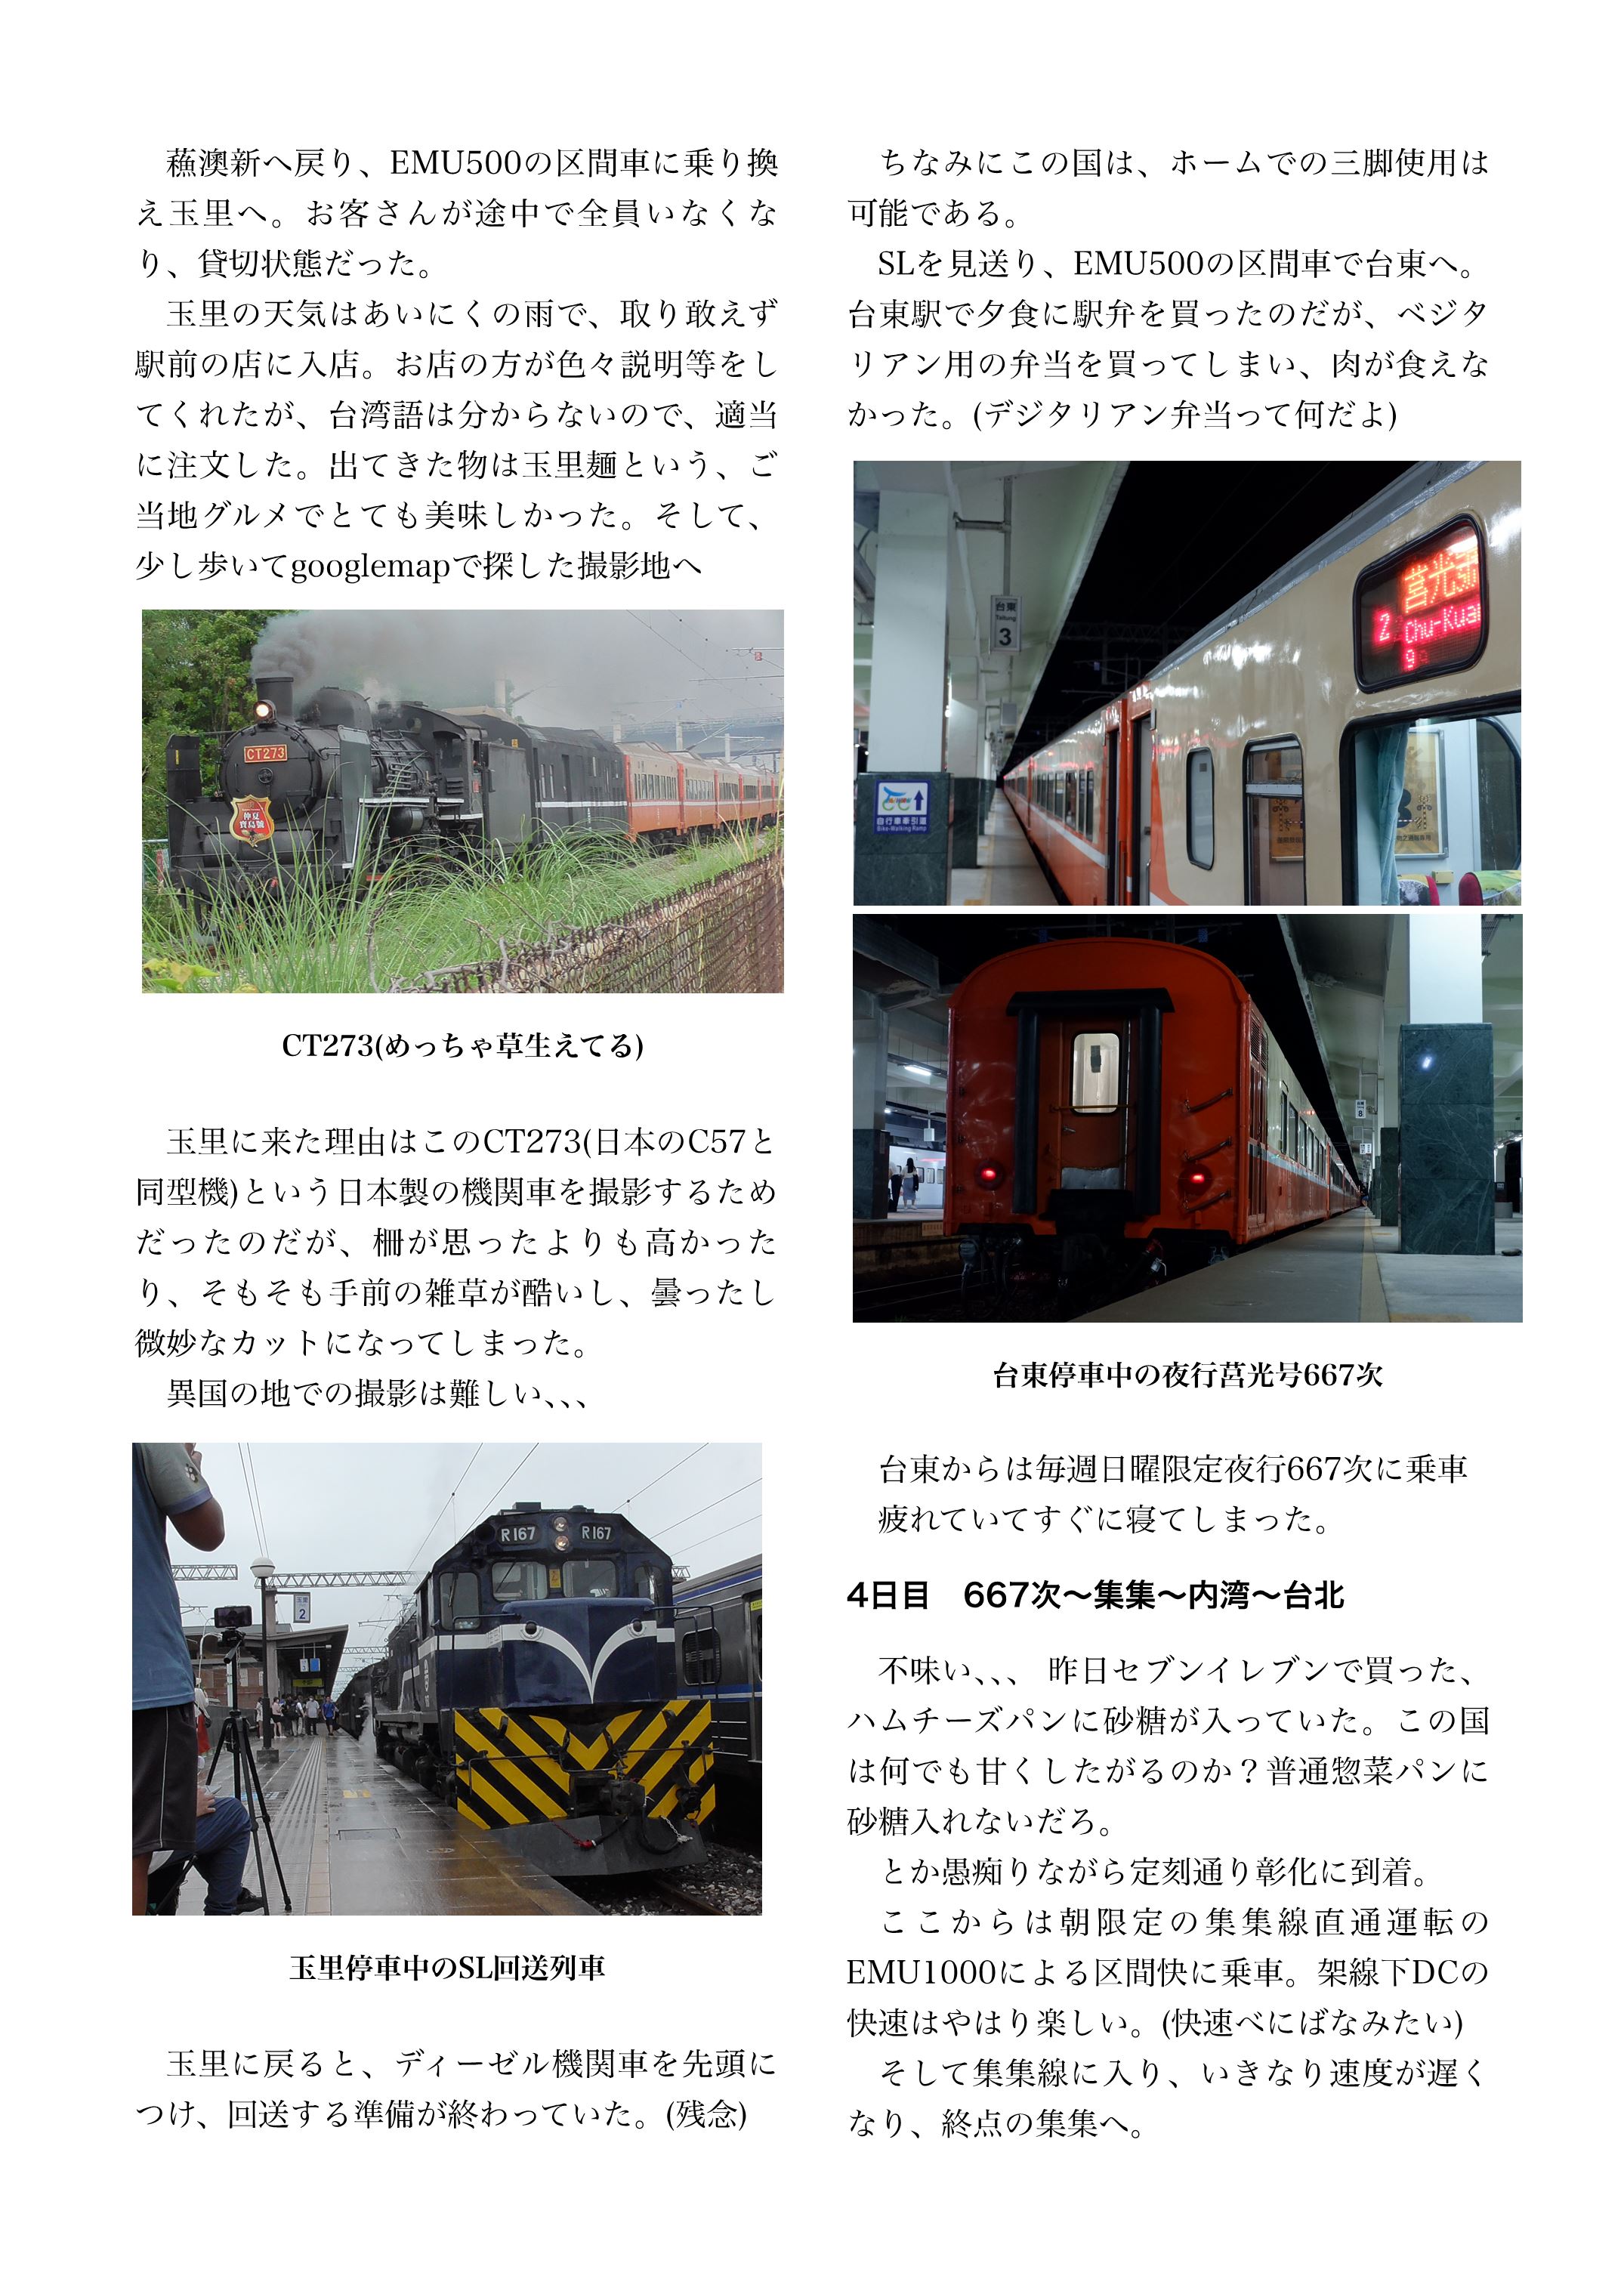 蘓澳新へ戻り、EMU500の区間車に乗り換
え玉里へ。お客さんが途中で全員いなくな
り、貸切状態だった。
玉里の天気はあいにくの雨で、取り敢えず
駅前の店に入店。お店の方が色々説明等をし
てくれたが、台湾語は分からないので、適当
に注文した。出てきた物は玉里麺という、ご
当地グルメでとても美味しかった。そして、
少し歩いてgooglemapで探した撮影地へ
CT273
仲夏
寶島號
CT273(めっちゃ草生えてる)
玉里に来た理由はこのCT273(日本のC57と
同型機)という日本製の機関車を撮影するため
だったのだが、柵が思ったよりも高かった
り、そもそも手前の雑草が酷いし、曇ったし
微妙なカットになってしまった。
異国の地での撮影は難しい､､､
R167
R167
2
玉里停車中のSL回送列車
玉里に戻ると、ディーゼル機関車を先頭に
つけ、回送する準備が終わっていた。(残念)
ちなみにこの国は、ホームでの三脚使用は
可能である。
SLを見送り、EMU500の区間車で台東へ。
台東駅で夕食に駅弁を買ったのだが、ベジタ
リアン用の弁当を買ってしまい、肉が食えな
かった。(デジタリアン弁当って何だよ)
台東
Taitung
3
莒光
2 Chu-Kua
9
自行車牽引道
Bike-Walking Ramp
8
台東停車中の夜行莒光号667次
台東からは毎週日曜限定夜行667次に乗車
疲れていてすぐに寝てしまった。
4日目　667次～集集～内湾～台北
不味い､､､ 昨日セブンイレブンで買った、
ハムチーズパンに砂糖が入っていた。この国
は何でも甘くしたがるのか？普通惣菜パンに
砂糖入れないだろ。
とか愚痴りながら定刻通り彰化に到着。
ここからは朝限定の集集線直通運転の
EMU1000による区間快に乗車。架線下DCの
快速はやはり楽しい。(快速べにばなみたい)
そして集集線に入り、いきなり速度が遅く
なり、終点の集集へ。